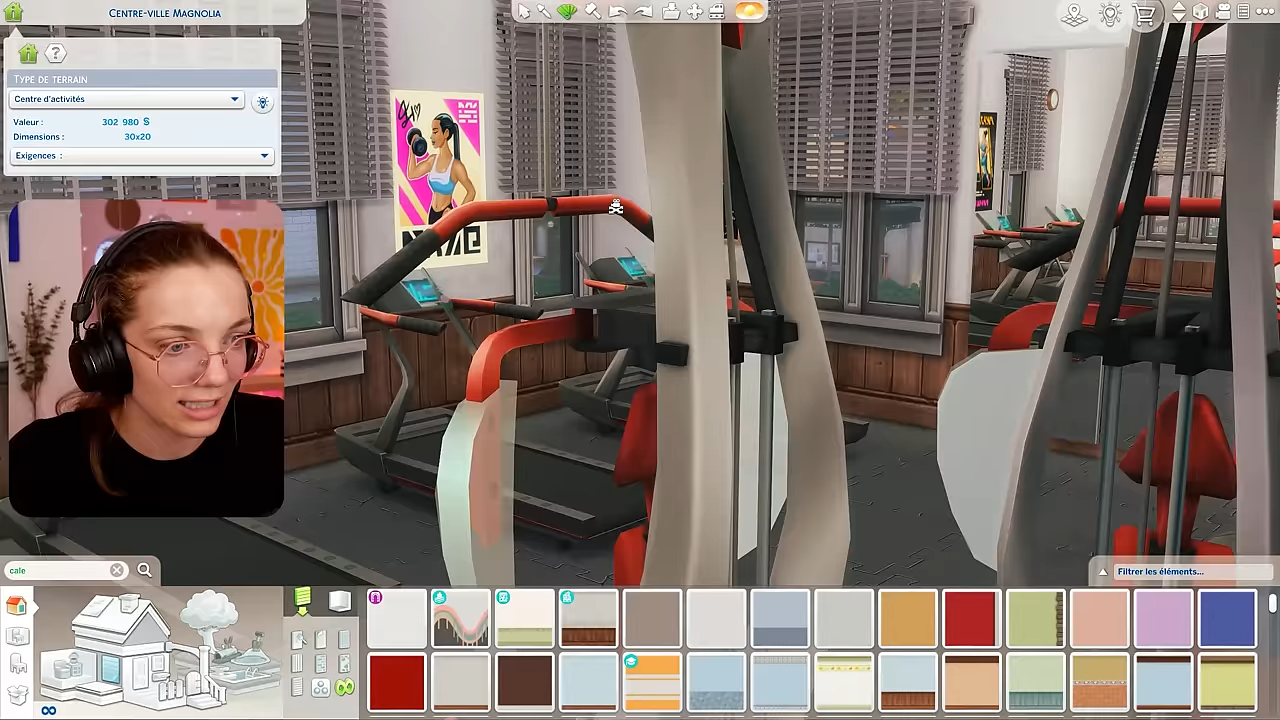 Centre-ville Magnolia
Type de terrain
Centre d'activités
Valeur : 302 980 §
Dimensions : 30x20
Exigences :
cale
Filtrer les éléments...